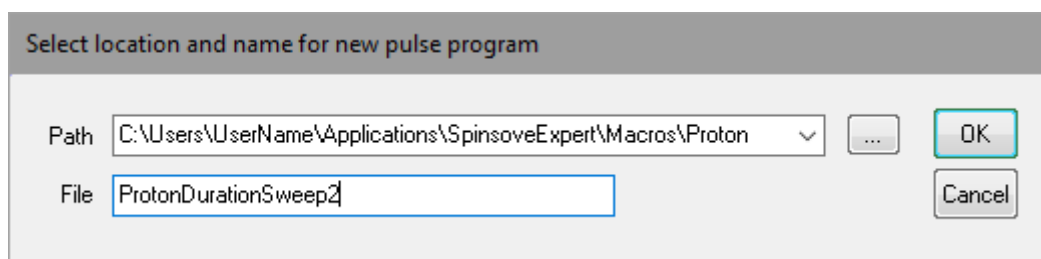 Select location and name for new pulse program
Path C:\Users\UserName\Applications\SpinsoveExpert\Macros\Proton ... OK
File ProtonDurationSweep2 Cancel